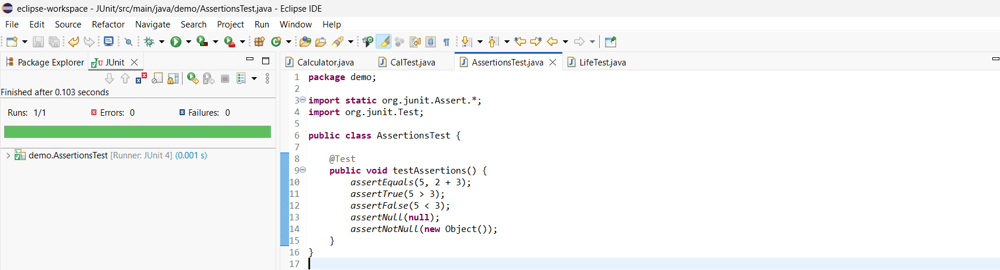 eclipse-workspace - JUnit/src/main/java/demo/AssertionsTest.java - Eclipse IDE
File Edit Source Refactor Navigate Search Project Run Window Help
Package Explorer JUnit
Finished after 0.103 seconds
Runs: 1/1 Errors: 0 Failures: 0
demo.AssertionsTest [Runner: JUnit 4] (0.001 s)
Calculator.java CalTest.java AssertionsTest.java LifeTest.java
1 package demo;
2
3 import static org.junit.Assert.*;
4 import org.junit.Test;
5
6 public class AssertionsTest {
7
8     @Test
9     public void testAssertions() {
10         assertEquals(5, 2 + 3);
11         assertTrue(5 > 3);
12         assertFalse(5 < 3);
13         assertNull(null);
14         assertNotNull(new Object());
15     }
16 }
17